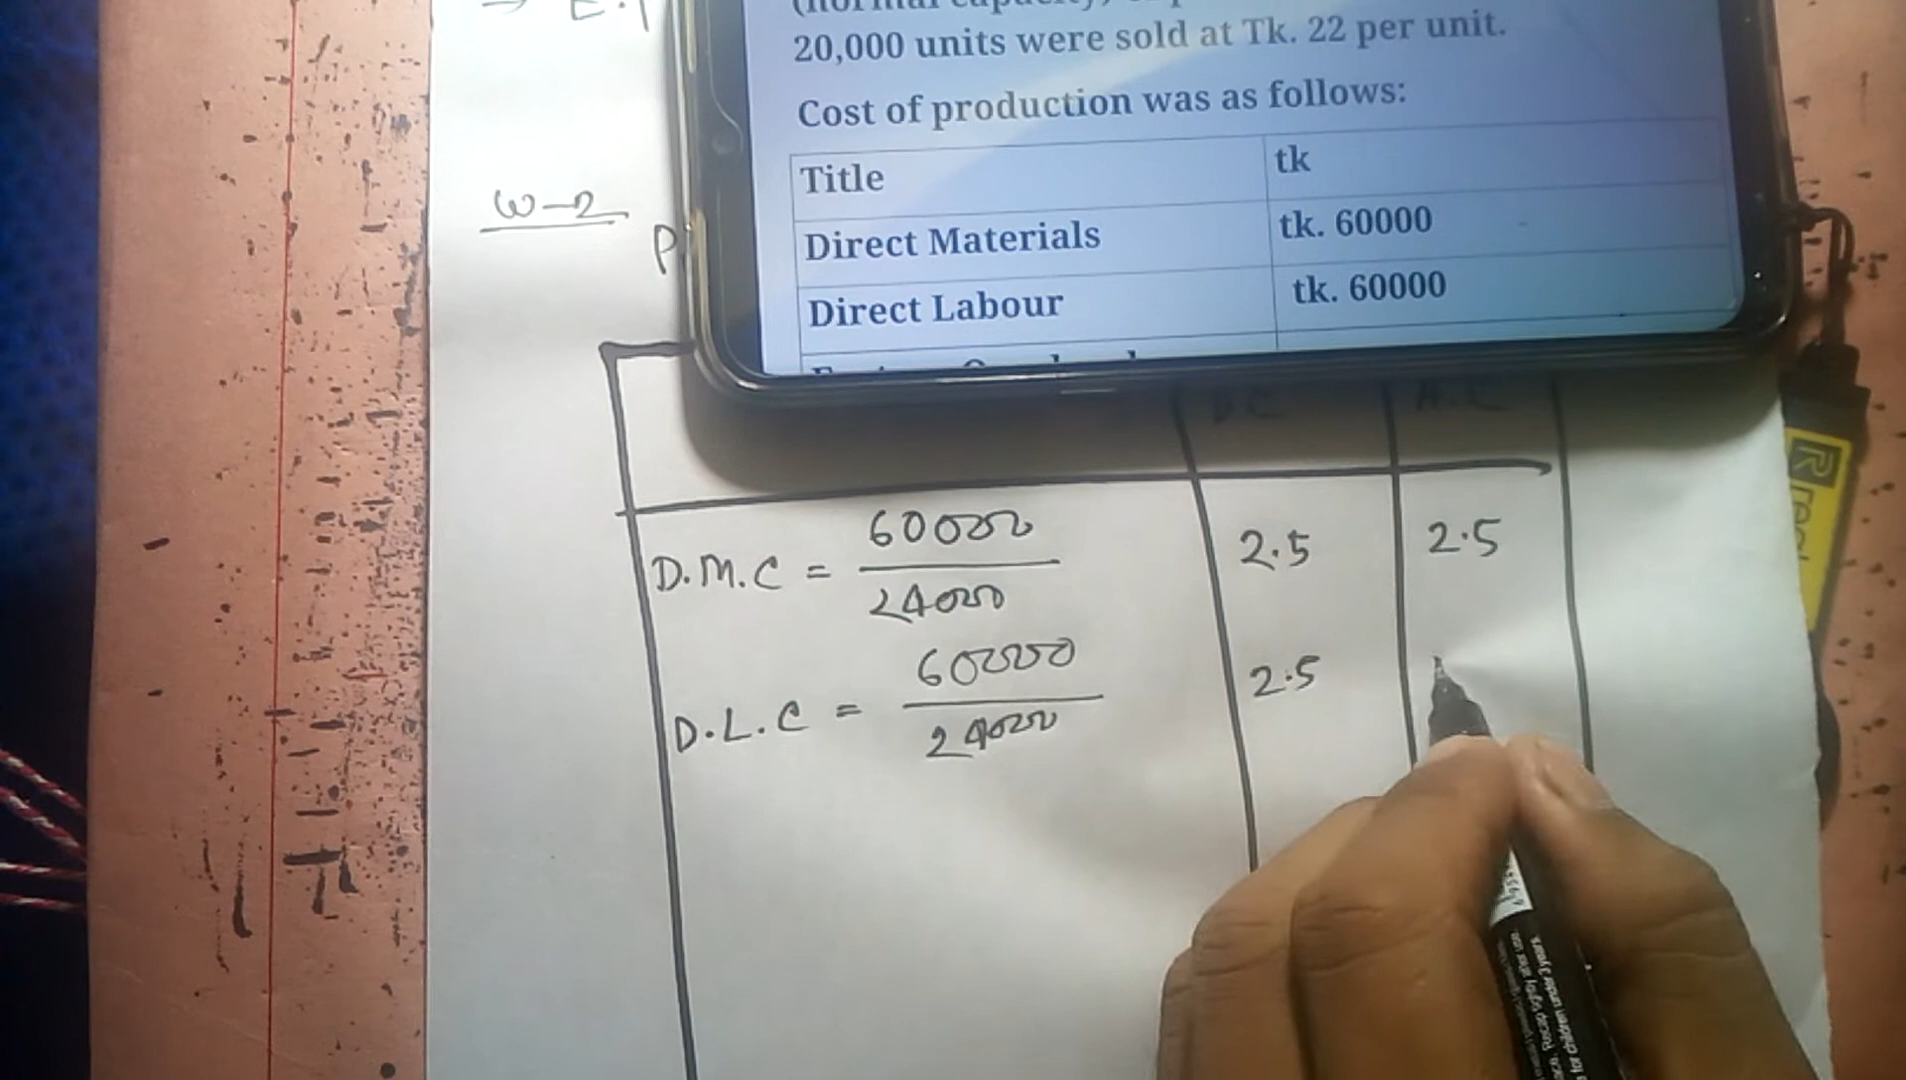 20,000 units were sold at Tk. 22 per unit.
Cost of production was as follows:
Title tk
Direct Materials tk. 60000
Direct Labour tk. 60000
W-2
P
D.C A.C
D.M.C = 60000 / 24000 2.5 2.5
D.L.C = 60000 / 24000 2.5